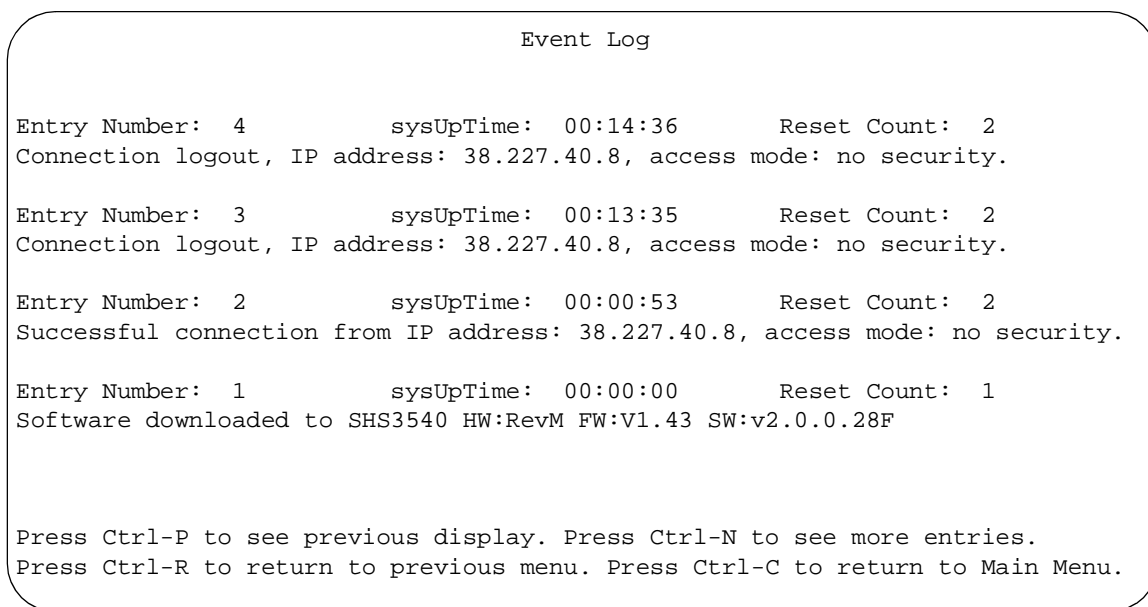 Event Log
Entry Number:  4     sysUpTime:  00:14:36     Reset Count:  2
Connection logout, IP address: 38.227.40.8, access mode: no security.
Entry Number:  3     sysUpTime:  00:13:35     Reset Count:  2
Connection logout, IP address: 38.227.40.8, access mode: no security.
Entry Number:  2     sysUpTime:  00:00:53     Reset Count:  2
Successful connection from IP address: 38.227.40.8, access mode: no security.
Entry Number:  1     sysUpTime:  00:00:00     Reset Count:  1
Software downloaded to SHS3540 HW:RevM FW:V1.43 SW:v2.0.0.28F
Press Ctrl-P to see previous display. Press Ctrl-N to see more entries.
Press Ctrl-R to return to previous menu. Press Ctrl-C to return to Main Menu.